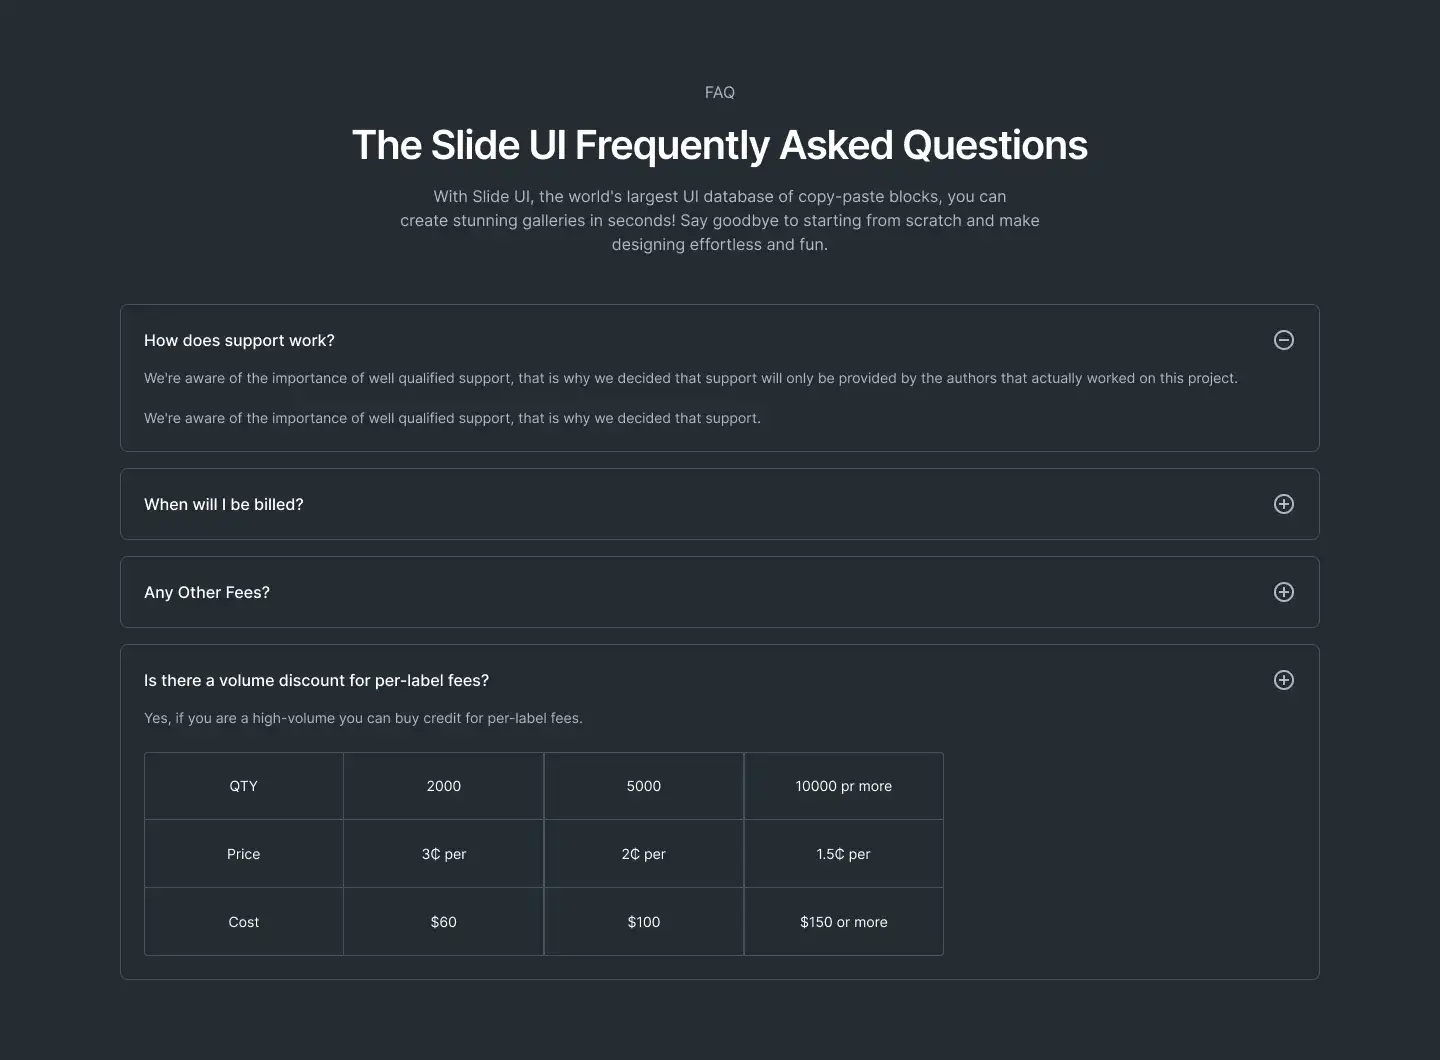 FAQ
The Slide UI Frequently Asked Questions
With Slide UI, the world's largest UI database of copy-paste blocks, you can
create stunning galleries in seconds! Say goodbye to starting from scratch and make
designing effortless and fun.
How does support work?
We're aware of the importance of well qualified support, that is why we decided that support will only be provided by the authors that actually worked on this project.
We're aware of the importance of well qualified support, that is why we decided that support.
When will I be billed?
Any Other Fees?
Is there a volume discount for per-label fees?
Yes, if you are a high-volume you can buy credit for per-label fees.
QTY 2000 5000 10000 pr more
Price 3₵ per 2₵ per 1.5₵ per
Cost $60 $100 $150 or more